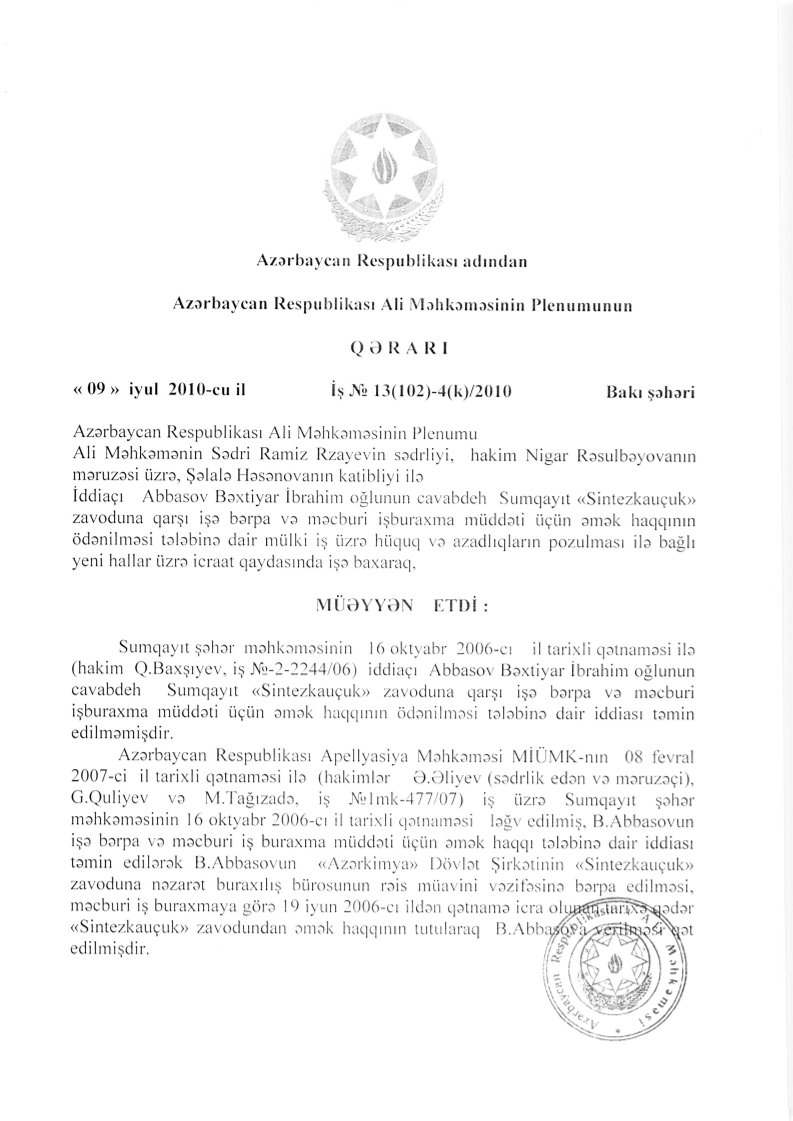 Azərbaycan Respublikası adından
Azərbaycan Respublikası Ali Məhkəməsinin Plenumunun
Q Ə R A R I
« 09 » iyul 2010-cu il İş № 13(102)-4(k)/2010 Bakı şəhəri
Azərbaycan Respublikası Ali Məhkəməsinin Plenumu
Ali Məhkəmənin Sədri Ramiz Rzayevin sədrliyi, hakim Nigar Rəsulbəyovanın
məruzəsi üzrə, Şəlalə Həsənovanın katibliyi ilə
İddiaçı Abbasov Bəxtiyar İbrahim oğlunun cavabdeh Sumqayıt «Sintezkauçuk»
zavoduna qarşı işə bərpa və məcburi işburaxma müddəti üçün əmək haqqının
ödənilməsi tələbinə dair mülki iş üzrə hüquq və azadlıqların pozulması ilə bağlı
yeni hallar üzrə icraat qaydasında işə baxaraq,
MÜƏYYƏN ETDİ :
Sumqayıt şəhər məhkəməsinin 16 oktyabr 2006-cı il tarixli qətnaməsi ilə
(hakim Q.Baxşıyev, iş №-2-2244/06) iddiaçı Abbasov Bəxtiyar İbrahim oğlunun
cavabdeh Sumqayıt «Sintezkauçuk» zavoduna qarşı işə bərpa və məcburi
işburaxma müddəti üçün əmək haqqının ödənilməsi tələbinə dair iddiası təmin
edilməmişdir.
Azərbaycan Respublikası Apellyasiya Məhkəməsi MİÜMK-nın 08 fevral
2007-ci il tarixli qətnaməsi ilə (hakimlər Ə.Əliyev (sədrlik edən və məruzəçi),
G.Quliyev və M.Tağızadə, iş №1mk-477/07) iş üzrə Sumqayıt şəhər
məhkəməsinin 16 oktyabr 2006-cı il tarixli qətnaməsi ləğv edilmiş, B.Abbasovun
işə bərpa və məcburi iş buraxma müddəti üçün əmək haqqı tələbinə dair iddiası
təmin edilərək B.Abbasovun «Azərkimya» Dövlət Şirkətinin «Sintezkauçuk»
zavoduna nəzarət buraxılış bürosunun rəis müavini vəzifəsinə bərpa edilməsi,
məcburi iş buraxmaya görə 19 iyun 2006-cı ildən qətnamə icra olunan tarixə qədər
«Sintezkauçuk» zavodundan əmək haqqının tutularaq B.Abbasova verilməsi qət
edilmişdir.
Azərbaycan Respublikası Ali Məhkəməsi